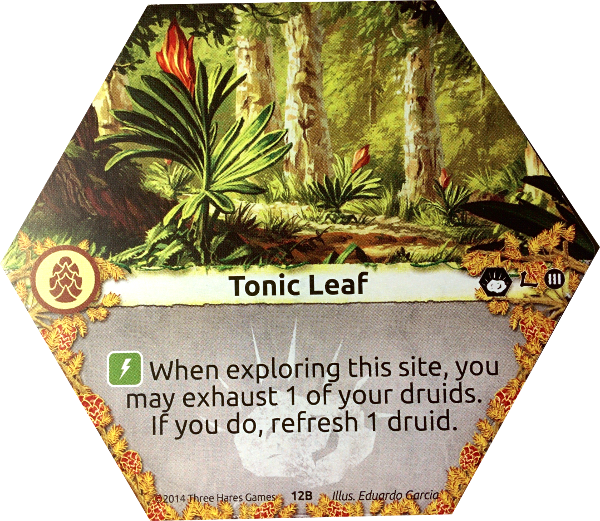 Tonic Leaf
III
When exploring this site, you
may exhaust 1 of your druids.
If you do, refresh 1 druid.
©2014 Three Hares Games 12B Illus. Eduardo Garcia